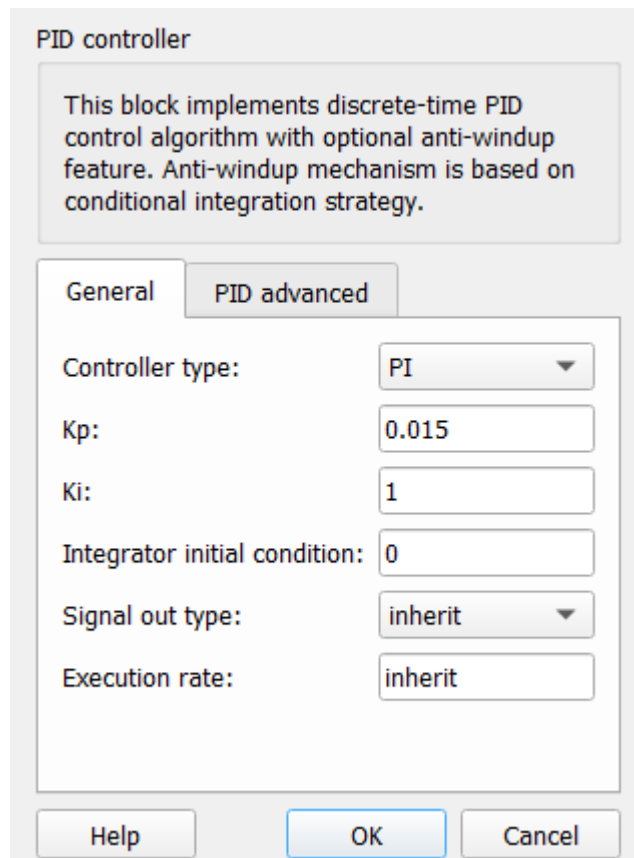 PID controller
This block implements discrete-time PID
control algorithm with optional anti-windup
feature. Anti-windup mechanism is based on
conditional integration strategy.
General PID advanced
Controller type: PI
Kp: 0.015
Ki: 1
Integrator initial condition: 0
Signal out type: inherit
Execution rate: inherit
Help OK Cancel